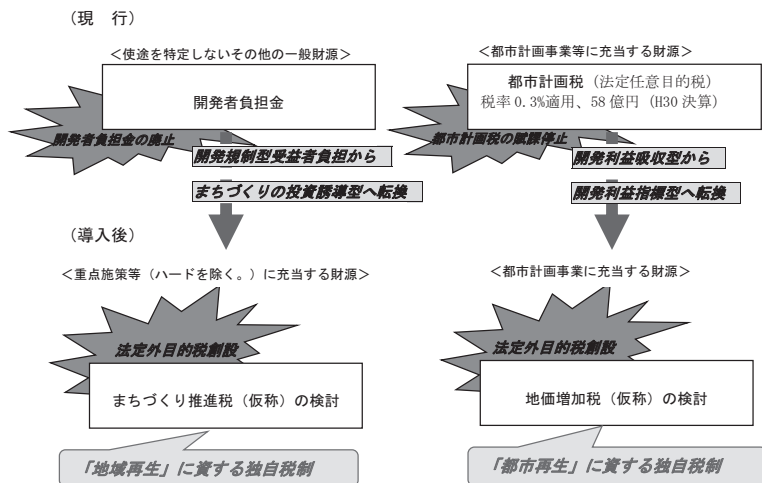 （現　行）
＜使途を特定しないその他の一般財源＞
開発者負担金
開発者負担金の廃止
開発規制型受益者負担から
まちづくりの投資誘導型へ転換
＜都市計画事業等に充当する財源＞
都市計画税（法定任意目的税）
税率 0.3%適用、58 億円（H30 決算）
都市計画税の賦課停止
開発利益吸収型から
開発利益指標型へ転換
（導入後）
＜重点施策等（ハードを除く。）に充当する財源＞
法定外目的税創設
まちづくり推進税（仮称）の検討
「地域再生」に資する独自税制
＜都市計画事業に充当する財源＞
法定外目的税創設
地価増加税（仮称）の検討
「都市再生」に資する独自税制